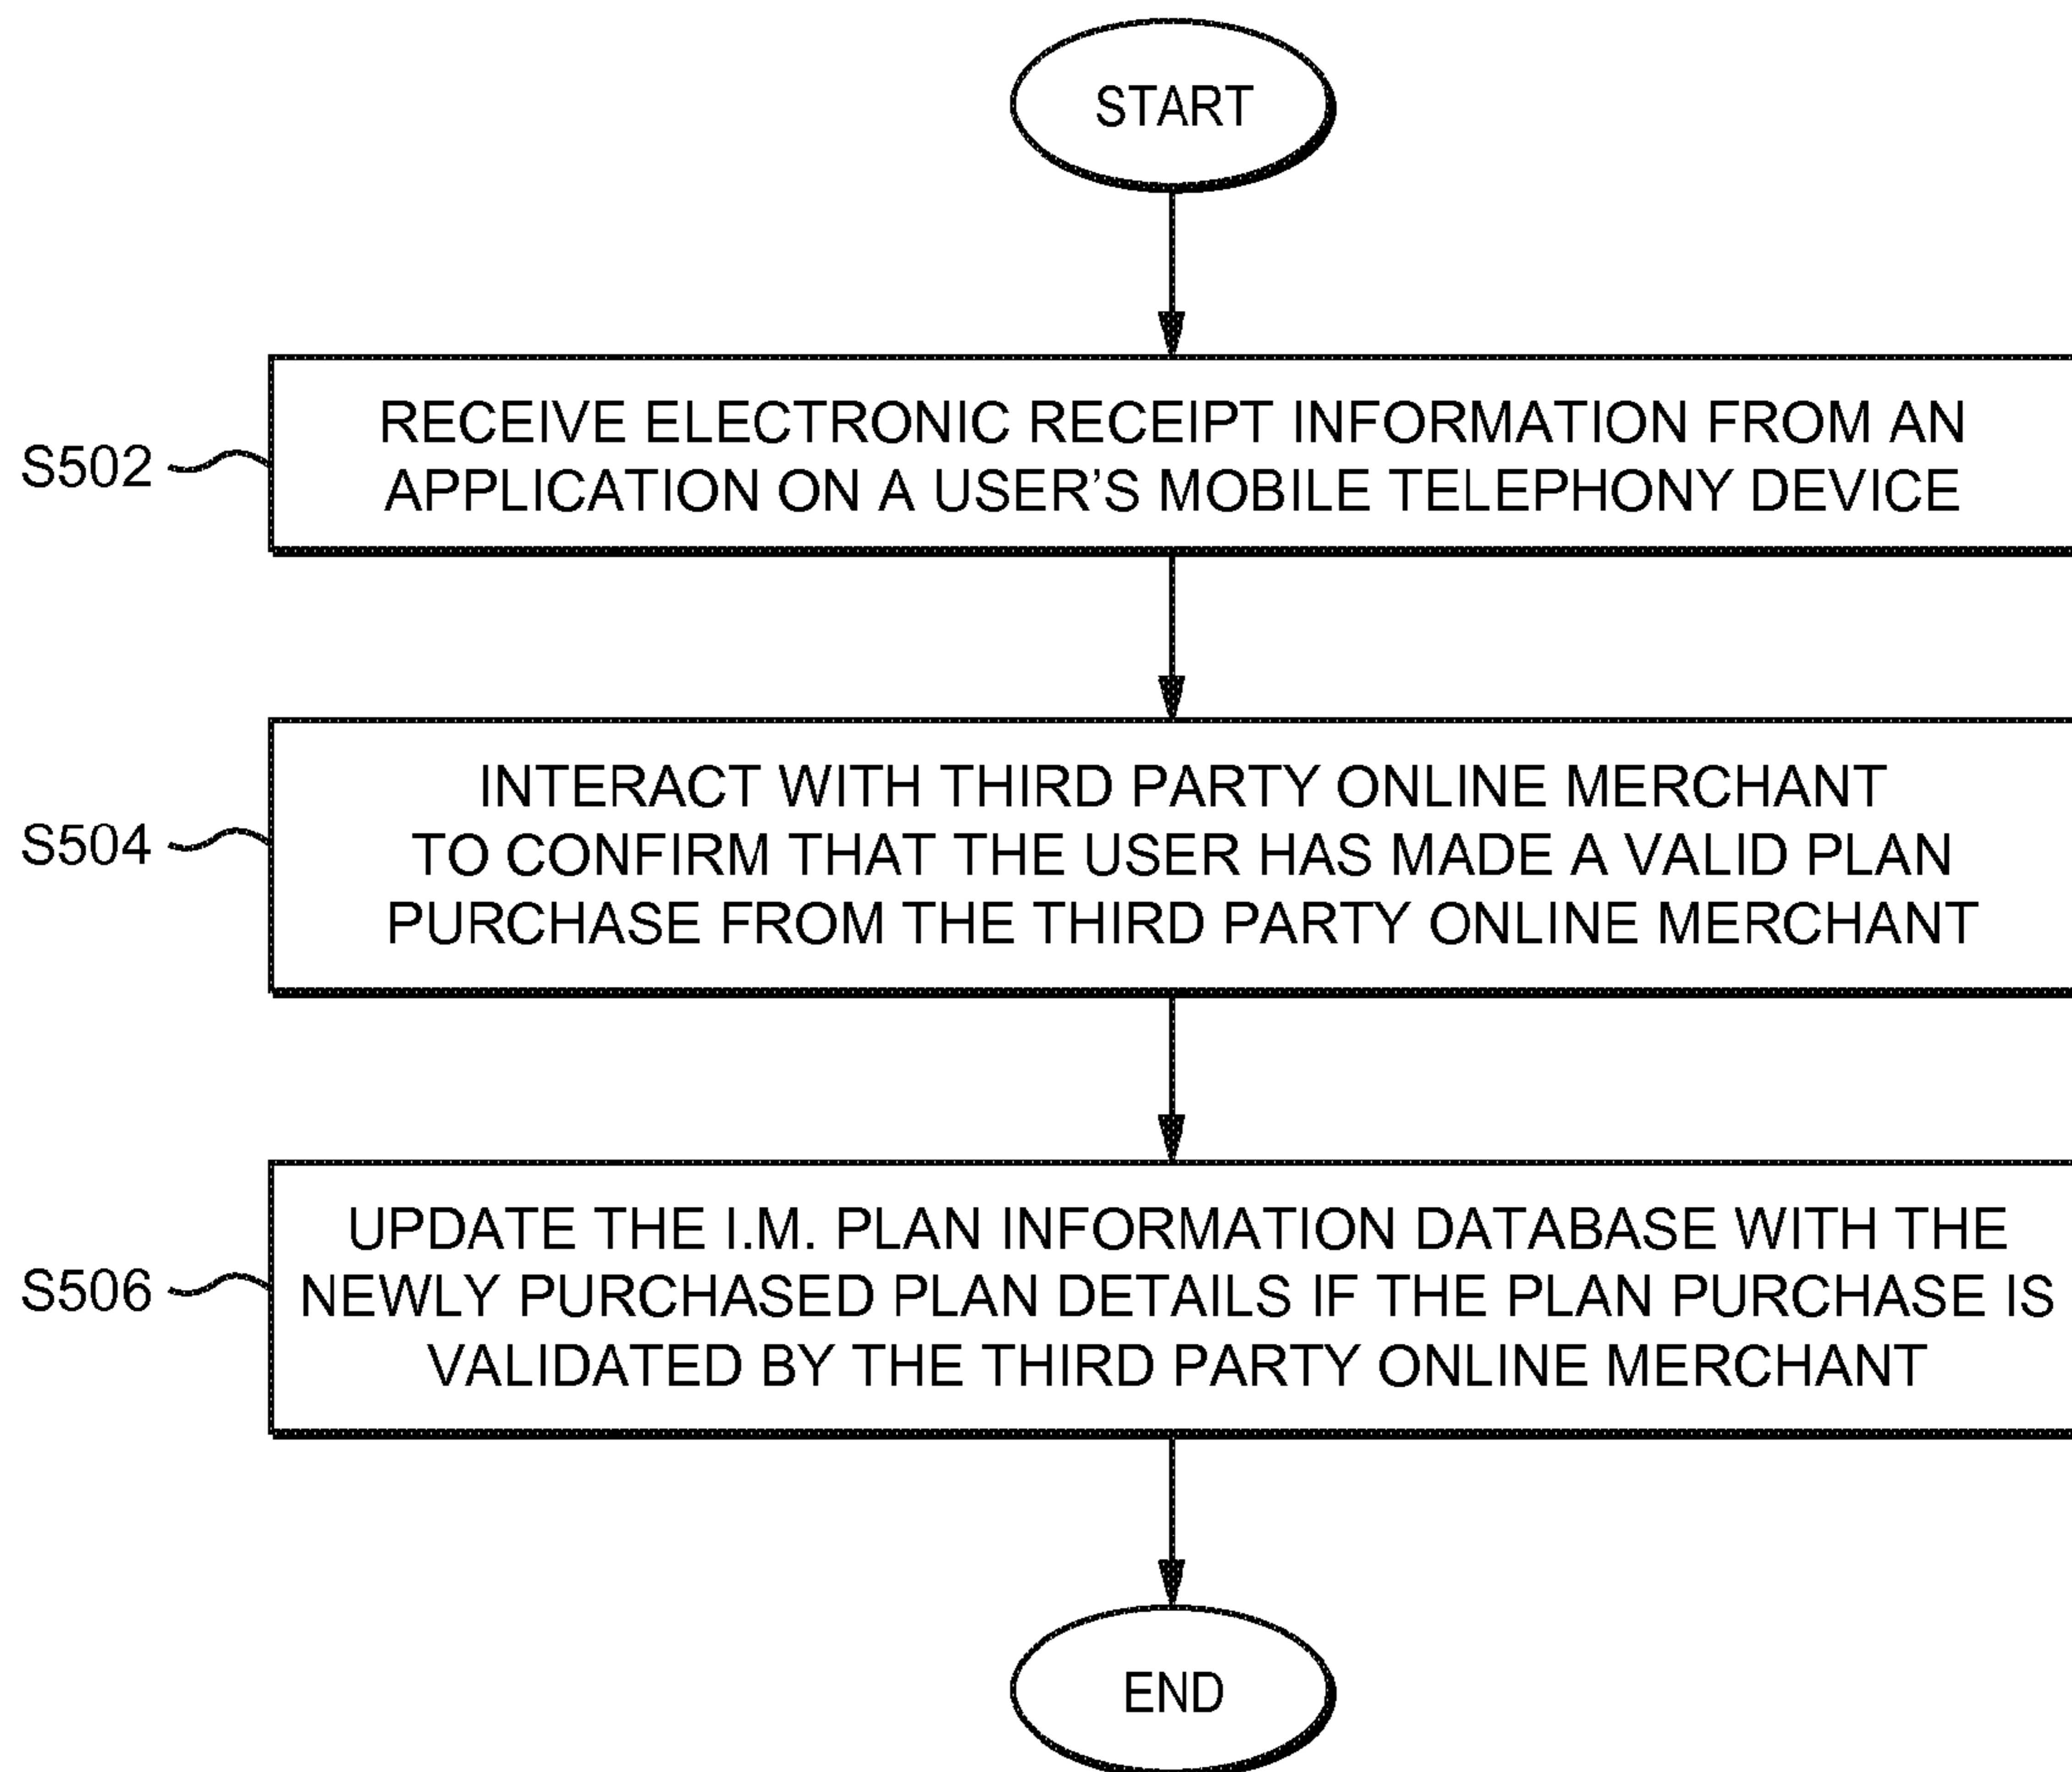 START
S502
RECEIVE ELECTRONIC RECEIPT INFORMATION FROM AN
APPLICATION ON A USER'S MOBILE TELEPHONY DEVICE
S504
INTERACT WITH THIRD PARTY ONLINE MERCHANT
TO CONFIRM THAT THE USER HAS MADE A VALID PLAN
PURCHASE FROM THE THIRD PARTY ONLINE MERCHANT
S506
UPDATE THE I.M. PLAN INFORMATION DATABASE WITH THE
NEWLY PURCHASED PLAN DETAILS IF THE PLAN PURCHASE IS
VALIDATED BY THE THIRD PARTY ONLINE MERCHANT
END